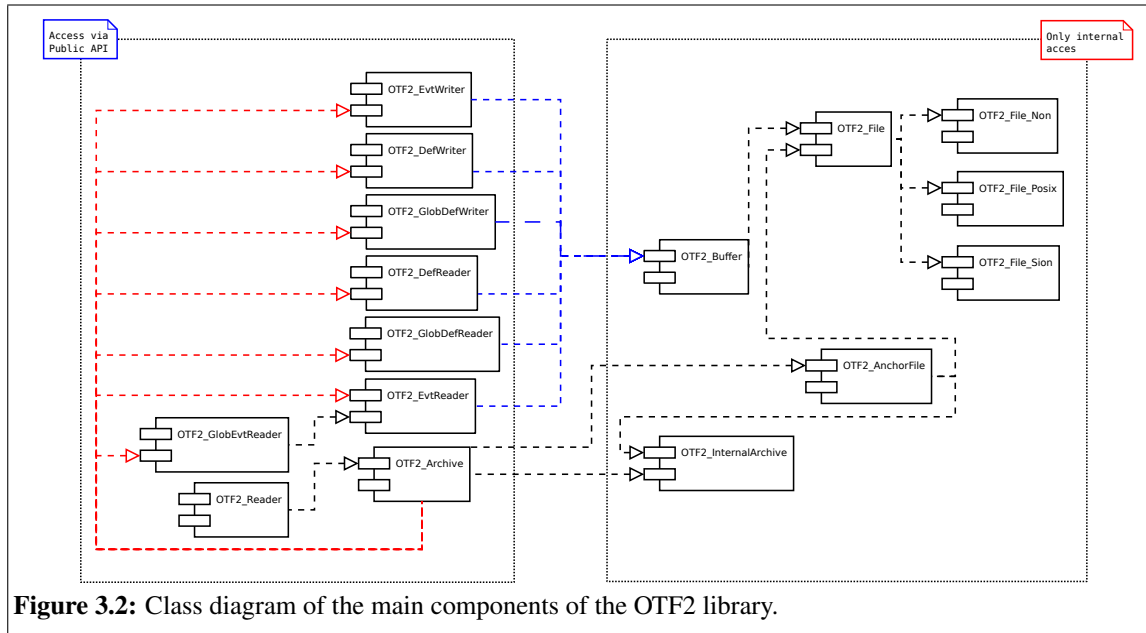 Access via
Public API
Only internal
acces
OTF2_EvtWriter
OTF2_DefWriter
OTF2_GlobDefWriter
OTF2_DefReader
OTF2_GlobDefReader
OTF2_EvtReader
OTF2_GlobEvtReader
OTF2_Archive
OTF2_Reader
OTF2_File
OTF2_File_Non
OTF2_File_Posix
OTF2_File_Sion
OTF2_Buffer
OTF2_AnchorFile
OTF2_InternalArchive
Figure 3.2: Class diagram of the main components of the OTF2 library.